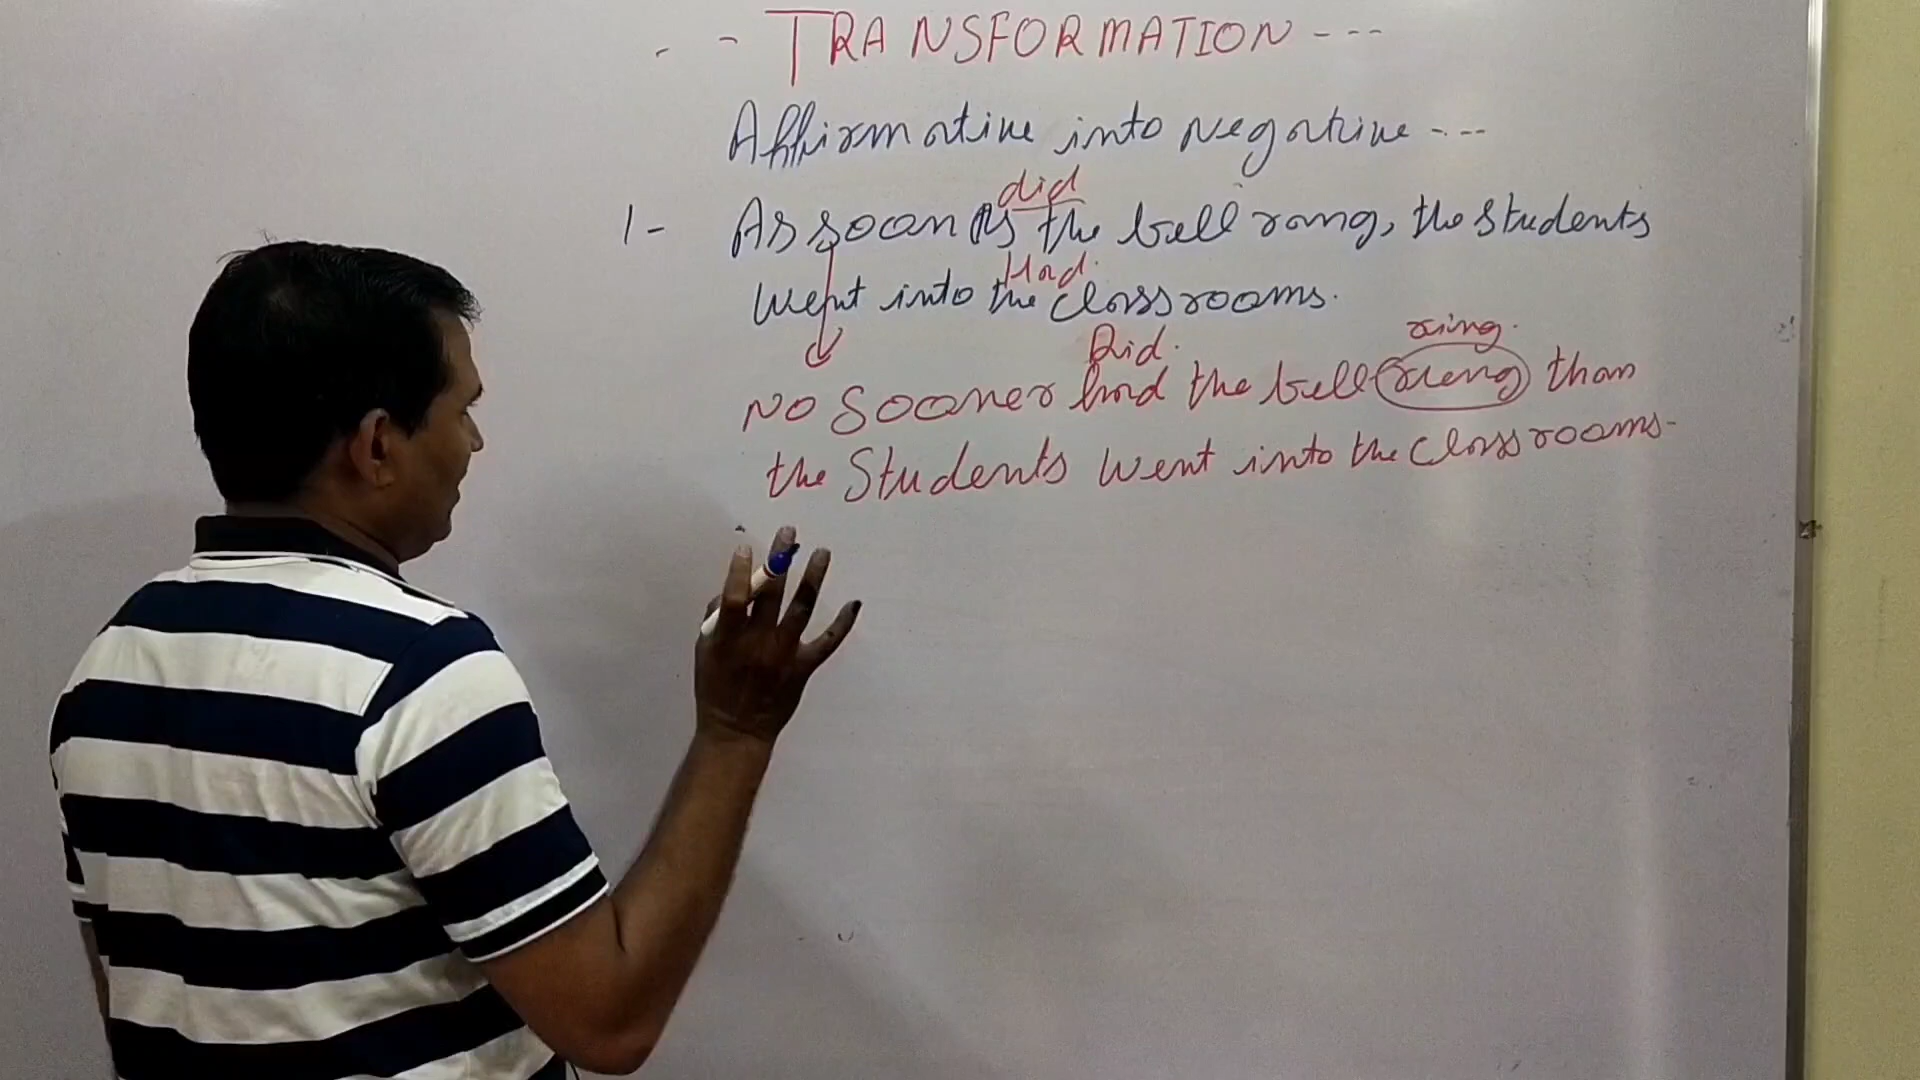 - - TRANSFORMATION ---
Affirmative into Negative ---
did
1- As soon As the bell rang, the students
Had.
Went into the classrooms.
Did. ring.
No Sooner had the bell rung than
the Students Went into the classrooms.